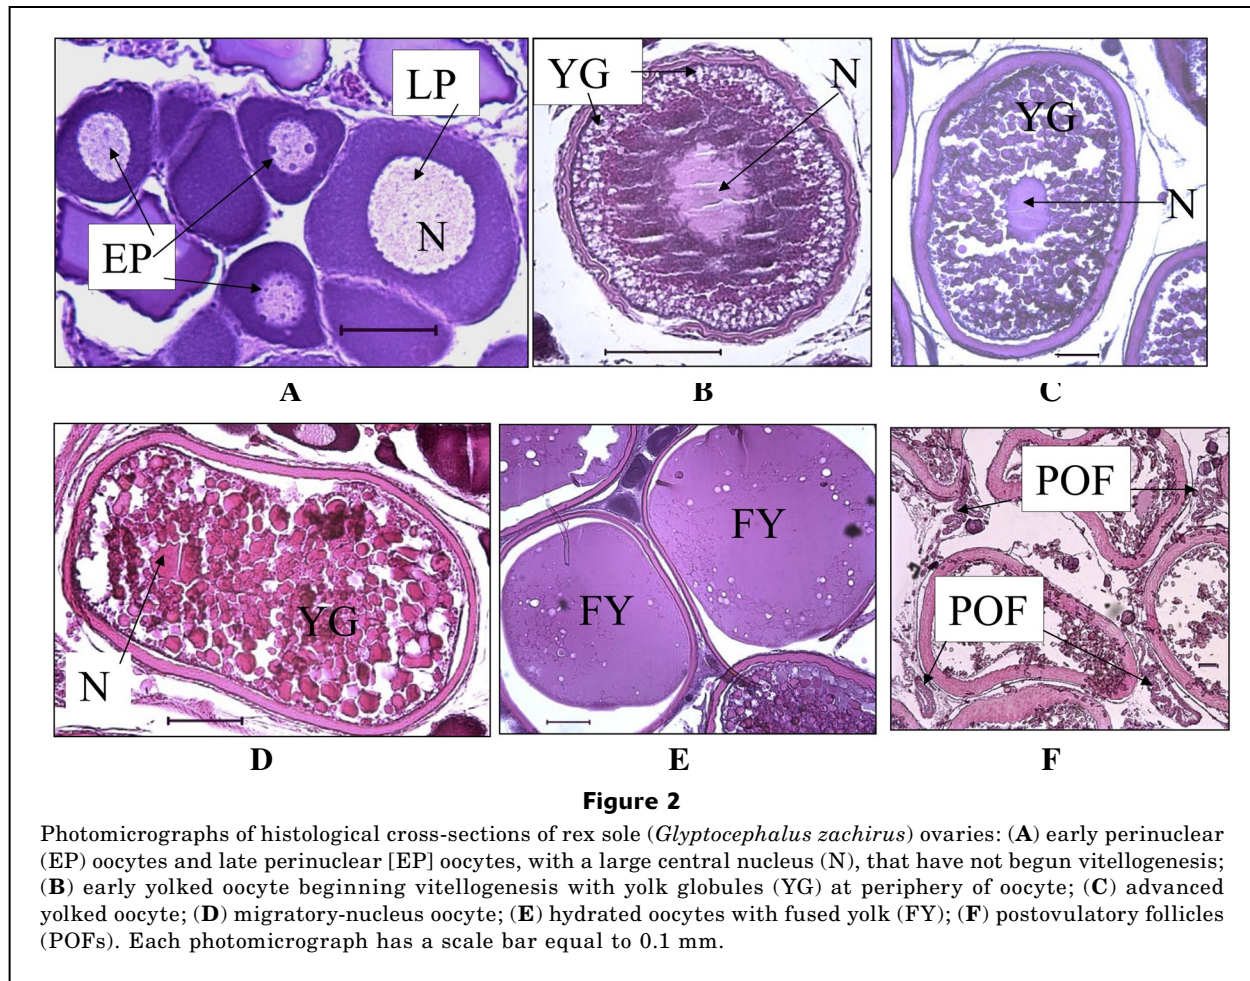 LP
N
EP
A
YG
N
B
YG
N
C
N
YG
D
FY
FY
E
POF
POF
F
Figure 2
Photomicrographs of histological cross-sections of rex sole (Glyptocephalus zachirus) ovaries: (A) early perinuclear
(EP) oocytes and late perinuclear [EP] oocytes, with a large central nucleus (N), that have not begun vitellogenesis;
(B) early yolked oocyte beginning vitellogenesis with yolk globules (YG) at periphery of oocyte; (C) advanced
yolked oocyte; (D) migratory-nucleus oocyte; (E) hydrated oocytes with fused yolk (FY); (F) postovulatory follicles
(POFs). Each photomicrograph has a scale bar equal to 0.1 mm.